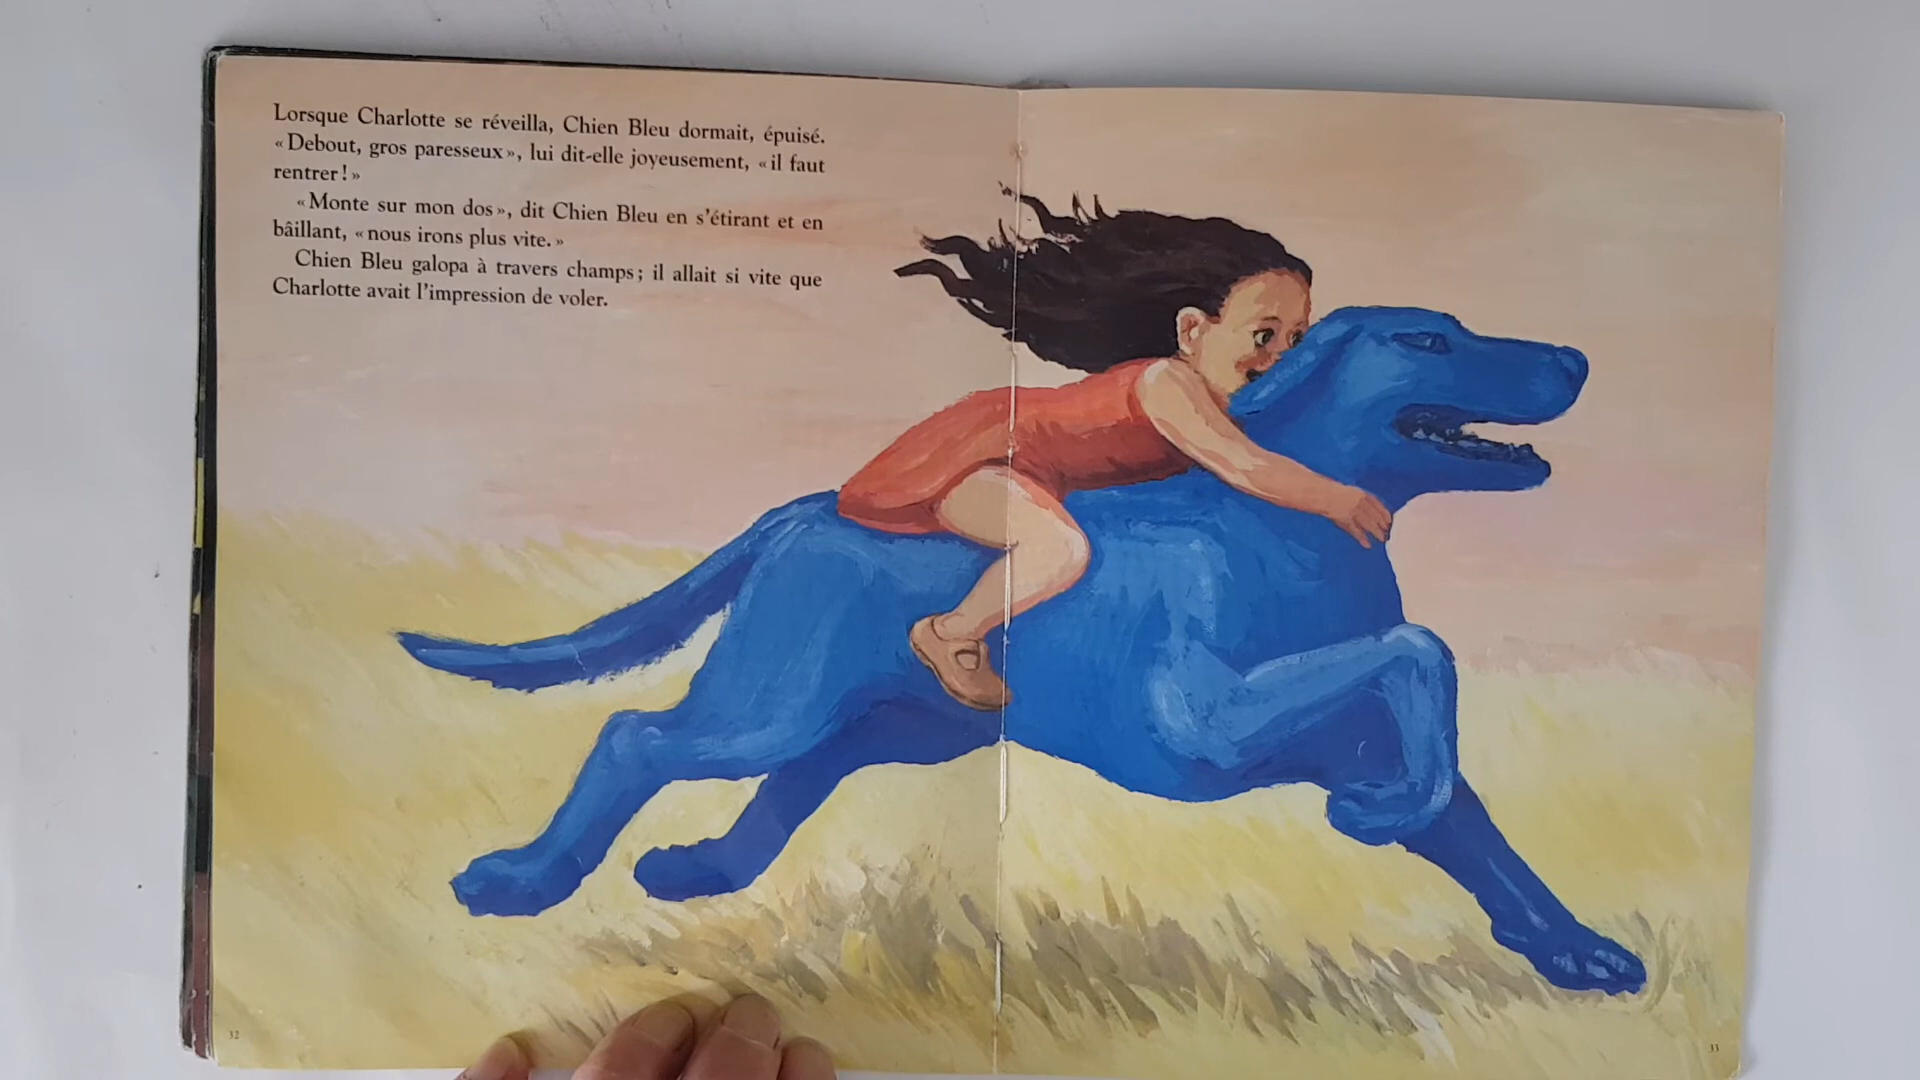 Lorsque Charlotte se réveilla, Chien Bleu dormait, épuisé.
« Debout, gros paresseux », lui dit-elle joyeusement, « il faut
rentrer ! »
« Monte sur mon dos », dit Chien Bleu en s'étirant et en
bâillant, « nous irons plus vite. »
Chien Bleu galopa à travers champs ; il allait si vite que
Charlotte avait l'impression de voler.
32
33